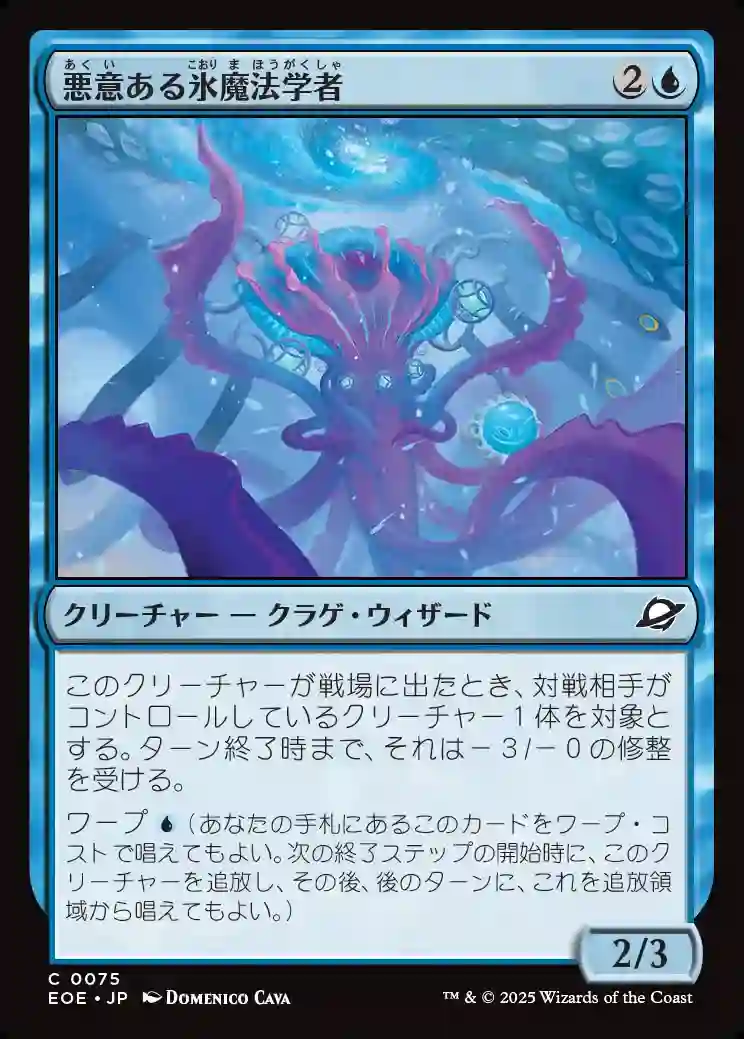 悪意ある氷魔法学者
あくい こおり ま ほうがくしゃ
2
クリーチャー — クラゲ・ウィザード
このクリーチャーが戦場に出たとき、対戦相手が
コントロールしているクリーチャー1体を対象と
する。ターン終了時まで、それは－3/－0の修整
を受ける。
ワープ（あなたの手札にあるこのカードをワープ・コ
ストで唱えてもよい。次の終了ステップの開始時に、このク
リーチャーを追放し、その後、後のターンに、これを追放領
域から唱えてもよい。）
2/3
C 0075
EOE • JP DOMENICO CAVA
™ & © 2025 Wizards of the Coast